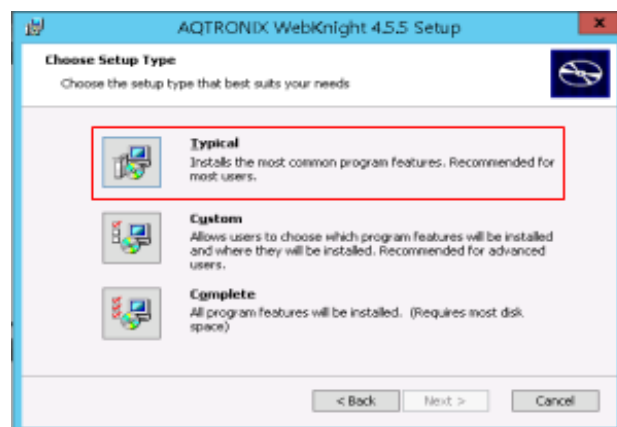 AQTRONIX WebKnight 4.5.5 Setup
x
Choose Setup Type
Choose the setup type that best suits your needs
Typical
Installs the most common program features. Recommended for
most users.
Custom
Allows users to choose which program features will be installed
and where they will be installed. Recommended for advanced
users.
Complete
All program features will be installed. (Requires most disk
space)
< Back
Next >
Cancel